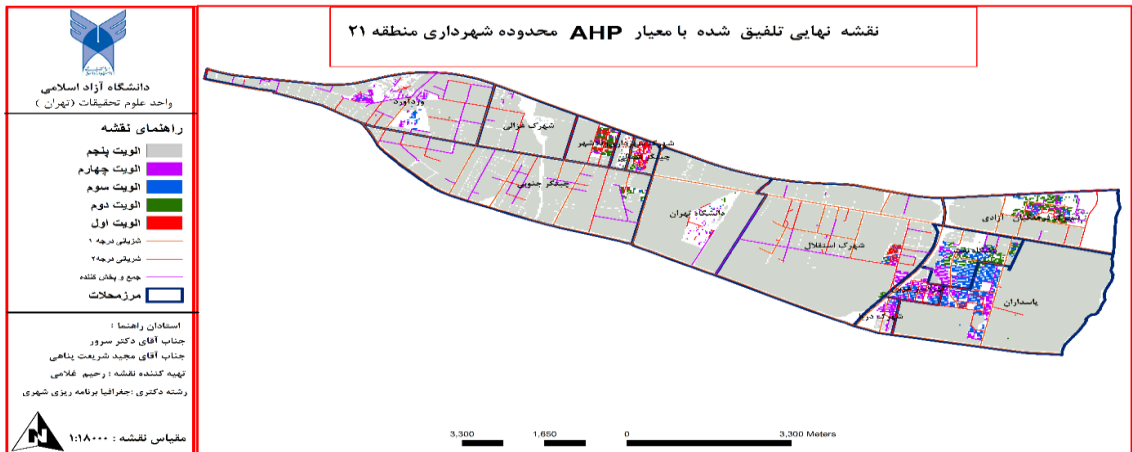 نقشه نهایی تلفیق شده با معیار AHP محدوده شهرداری منطقه ۲۱
دانشگاه آزاد اسلامی
واحد علوم تحقیقات (تهران )
راهنمای نقشه
الویت پنجم
الویت چهارم
الویت سوم
الویت دوم
الویت اول
شریانی درجه ۱
شریانی درجه۲
جمع و پخش کننده
مرزمحلات
استادان راهنما :
جناب آقای دکتر سرور
جناب آقای مجید شریعت پناهی
تهیه کننده نقشه : رحیم غلامی
رشته دکتری :جغرافیا برنامه ریزی شهری
مقیاس نقشه : ۱:۱۸۰۰۰
N
وردآورد
شهرک غزالی
چیتگر جنوبی
دانشگاه تهران
شهرک استقلال
آزادی
پاسداران
شهرک دریا
3,300 1,650 0 3,300 Meters